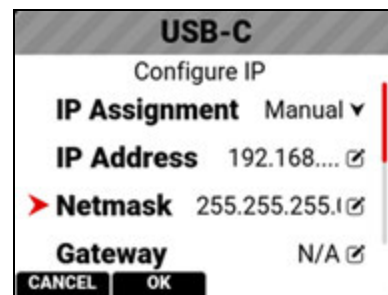 USB-C
Configure IP
IP Assignment Manual
IP Address 192.168....
Netmask 255.255.255.
Gateway N/A
CANCEL OK